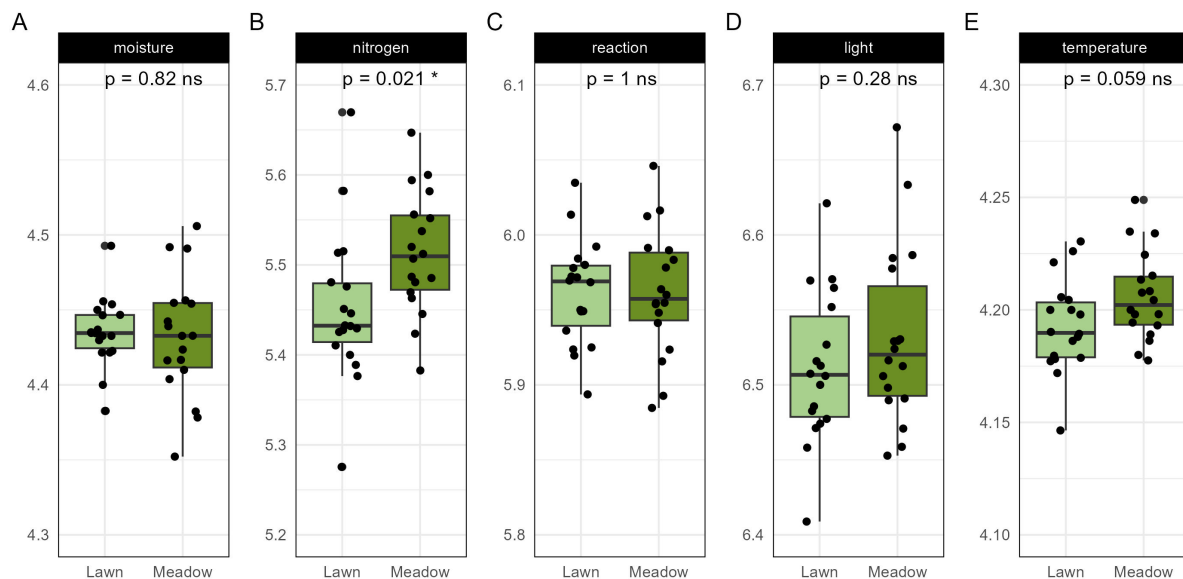 A
moisture
p = 0.82 ns
4.6
4.5
4.4
4.3
Lawn Meadow
B
nitrogen
p = 0.021 *
5.7
5.6
5.5
5.4
5.3
5.2
Lawn Meadow
C
reaction
p = 1 ns
6.1
6.0
5.9
5.8
Lawn Meadow
D
light
p = 0.28 ns
6.7
6.6
6.5
6.4
Lawn Meadow
E
temperature
p = 0.059 ns
4.30
4.25
4.20
4.15
4.10
Lawn Meadow